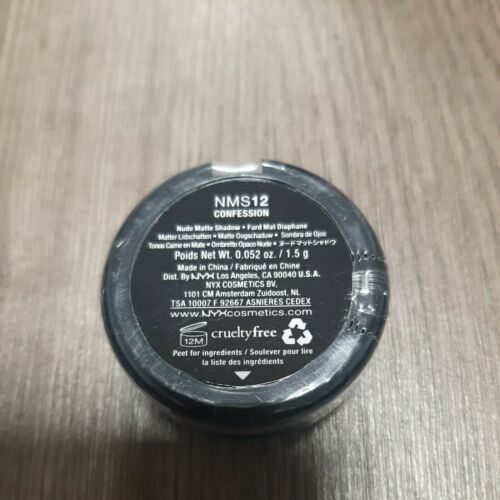 NMS12
CONFESSION
Nude Matte Shadow • Fard Mat Diaphane
Matter Lidschatten • Matte Oogschaduw • Sombra de Ojos
Tonos Carne en Mate • Ombretto Opaco Nude • ヌードマットシャドウ
Poids Net Wt. 0.052 oz. / 1.5 g
Made in China / Fabriqué en Chine
Dist. By NYX Los Angeles, CA 90040 U.S.A.
NYX COSMETICS BV,
1101 CM Amsterdam Zuidoost, NL
TSA 10007 F 92667 ASNIERES CEDEX
www.NYXcosmetics.com
12M
crueltyfree
Peel for ingredients / Soulever pour lire
la liste des ingrédients